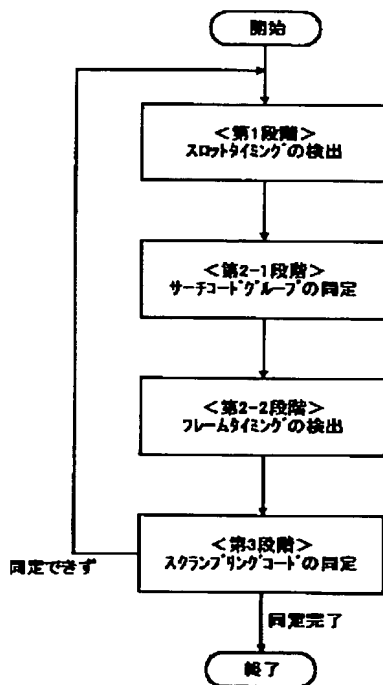 開始
＜第1段階＞
ｽﾛｯﾄﾀｲﾐﾝｸﾞの検出
＜第2-1段階＞
ｻｰﾁｺｰﾄﾞｸﾞﾙｰﾌﾟの同定
＜第2-2段階＞
ﾌﾚｰﾑﾀｲﾐﾝｸﾞの検出
＜第3段階＞
ｽｸﾗﾝﾌﾞﾘﾝｸﾞｺｰﾄﾞの同定
同定できず
同定完了
終了